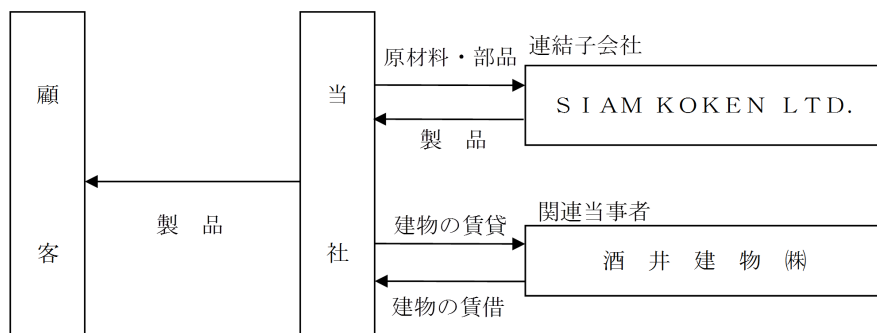 顧客
当社
原材料・部品
連結子会社
ＳＩＡＭ ＫＯＫＥＮ ＬＴＤ．
製　品
製　品
関連当事者
建物の賃貸
酒　井　建　物　㈱
建物の賃借